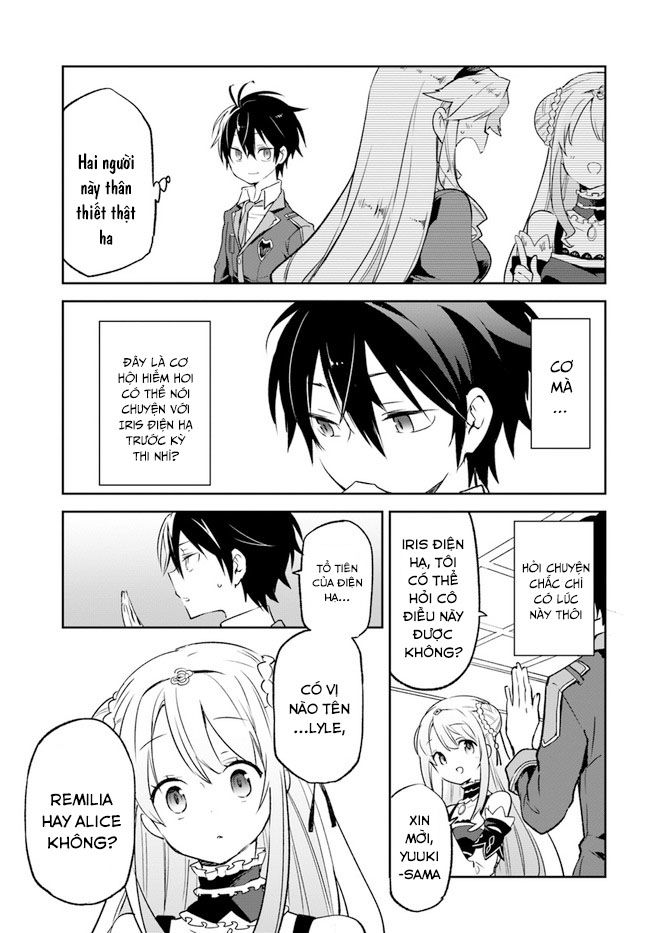 Hai người
này thân
thiết thật
ha
CƠ
MÀ
...
ĐÂY LÀ CƠ
HỘI HIẾM HOI
CÓ THỂ NÓI
CHUYỆN VỚI
IRIS ĐIỆN HẠ
TRƯỚC KỲ
THI NHỈ?
HỎI CHUYỆN
CHẮC CHỈ
CÓ LÚC
NÀY THÔI
IRIS ĐIỆN
HẠ, TÔI
CÓ THỂ
HỎI CÔ
ĐIỀU NÀY
ĐƯỢC
KHÔNG?
XIN
MỜI,
YUUKI
-SAMA
TỔ TIÊN
CỦA ĐIỆN
HẠ...
CÓ VỊ
NÀO TÊN
...LYLE,
REMILIA
HAY ALICE
KHÔNG?